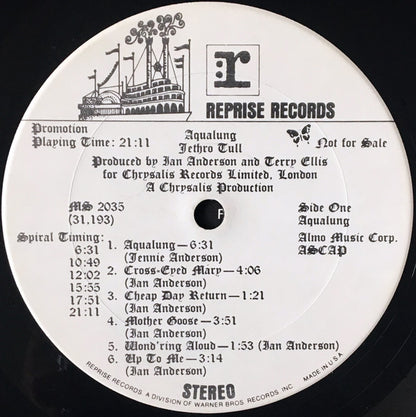 r
REPRISE RECORDS
Promotion
Playing Time: 21:11
Aqualung
Jethro Tull
Not for Sale
Produced by Ian Anderson and Terry Ellis
for Chrysalis Records Limited, London
A Chrysalis Production
MS 2035
(31,193)
Side One
Aqualung
Spiral Timing:
6:31
10:49
12:02
15:55
17:51
21:11
Almo Music Corp.
ASCAP
1. Aqualung—6:31
(Jennie Anderson)
2. Cross-Eyed Mary—4:06
(Ian Anderson)
3. Cheap Day Return—1:21
(Ian Anderson)
4. Mother Goose—3:51
(Ian Anderson)
5. Wond'ring Aloud—1:53 (Ian Anderson)
6. Up To Me—3:14
(Ian Anderson)
STEREO
REPRISE RECORDS, A DIVISION OF WARNER BROS. RECORDS, INC. MADE IN U.S.A.